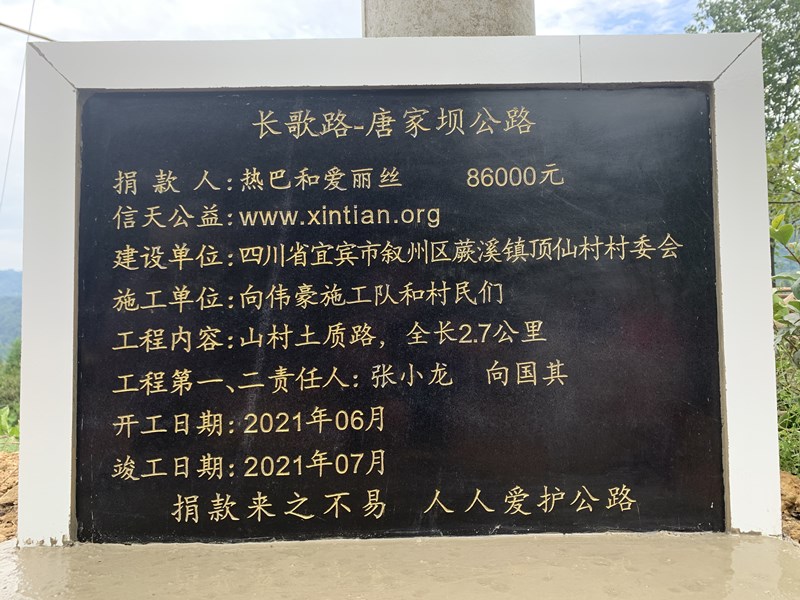 长歌路-唐家坝公路
捐款人:热巴和爱丽丝 86000元
信天公益:www.xintian.org
建设单位:四川省宜宾市叙州区蕨溪镇顶仙村村委会
施工单位:向伟豪施工队和村民们
工程内容:山村土质路，全长2.7公里
工程第一、二责任人:张小龙 向国其
开工日期:2021年06月
竣工日期:2021年07月
捐款来之不易 人人爱护公路